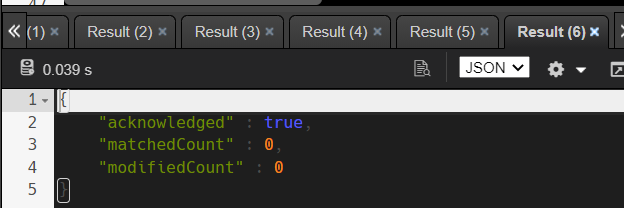 (1) × Result (2) × Result (3) × Result (4) × Result (5) × Result (6) ×
0.039 s JSON
1 {
2 "acknowledged" : true,
3 "matchedCount" : 0,
4 "modifiedCount" : 0
5 }